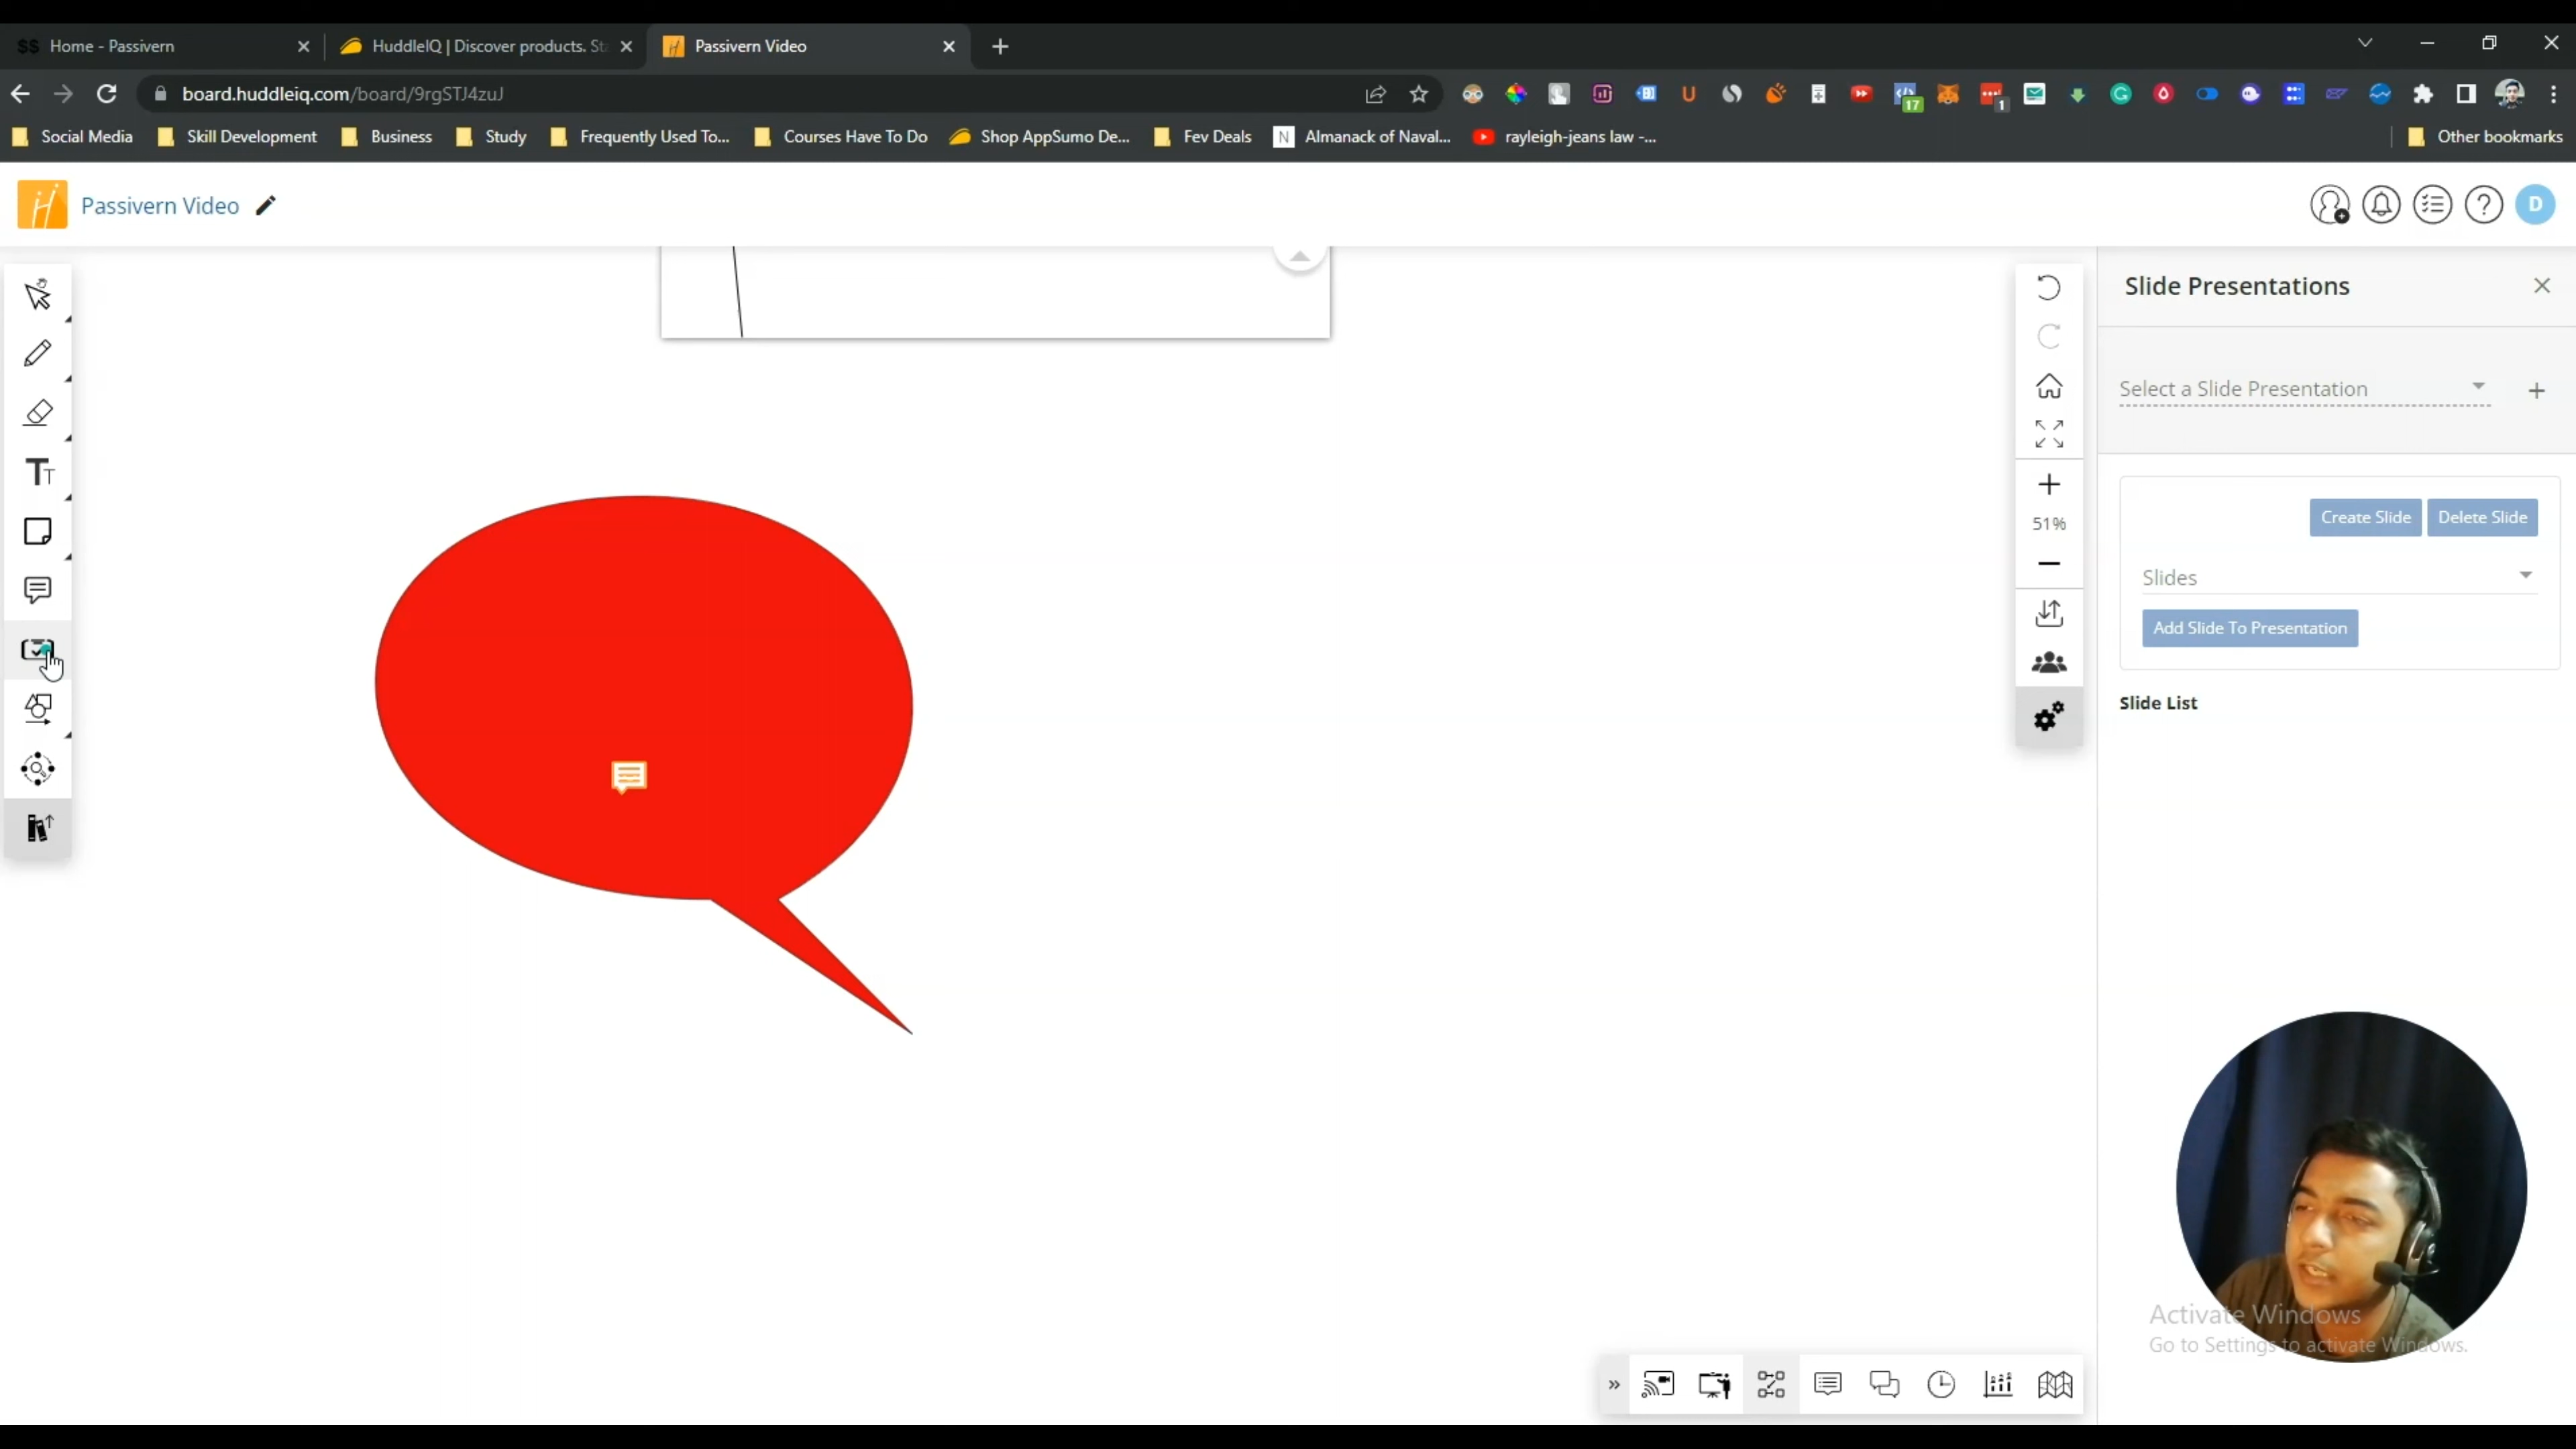 $$ Home - Passivern
HuddleIQ | Discover products. St
Passivern Video
board.huddleiq.com/board/9rgSTJ4zuJ
17
1
Social Media
Skill Development
Business
Study
Frequently Used To...
Courses Have To Do
Shop AppSumo De...
Fev Deals
N Almanack of Naval...
rayleigh-jeans law -...
Other bookmarks
Passivern Video
D
Slide Presentations
Select a Slide Presentation
Create Slide
Delete Slide
51%
Slides
Add Slide To Presentation
Slide List
Activate Windows
Go to Settings to activate Windows.